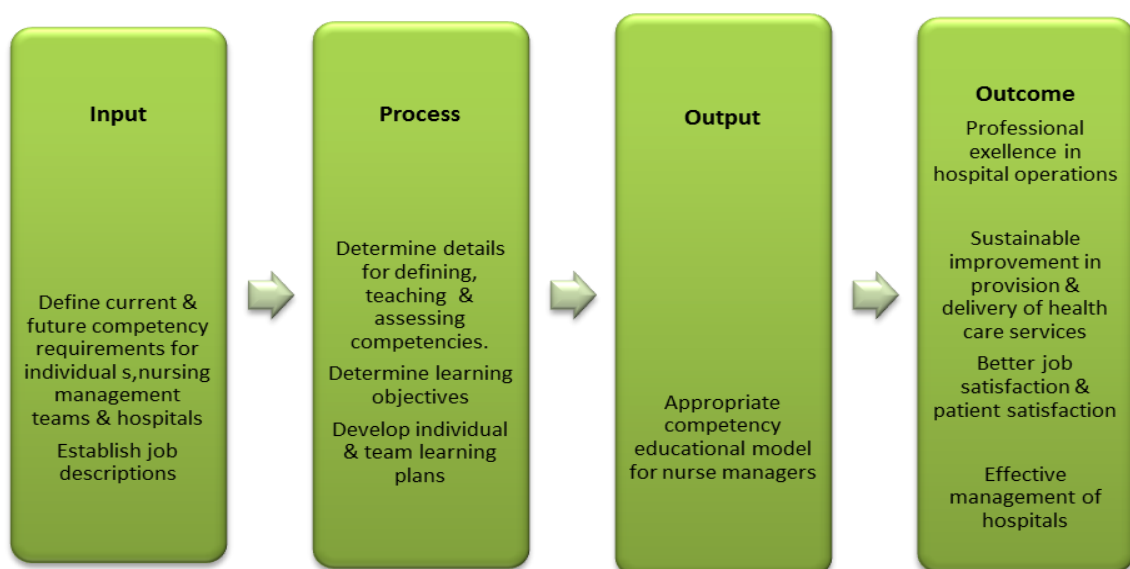 Input
Define current &
future competency
requirements for
individual s,nursing
management
teams & hospitals
Establish job
descriptions
Process
Determine details
for defining,
teaching &
assessing
competencies.
Determine learning
objectives
Develop individual
& team learning
plans
Output
Appropriate
competency
educational model
for nurse managers
Outcome
Professional
exellence in
hospital operations
Sustainable
improvement in
provision &
delivery of health
care services
Better job
satisfaction &
patient satisfaction
Effective
management of
hospitals